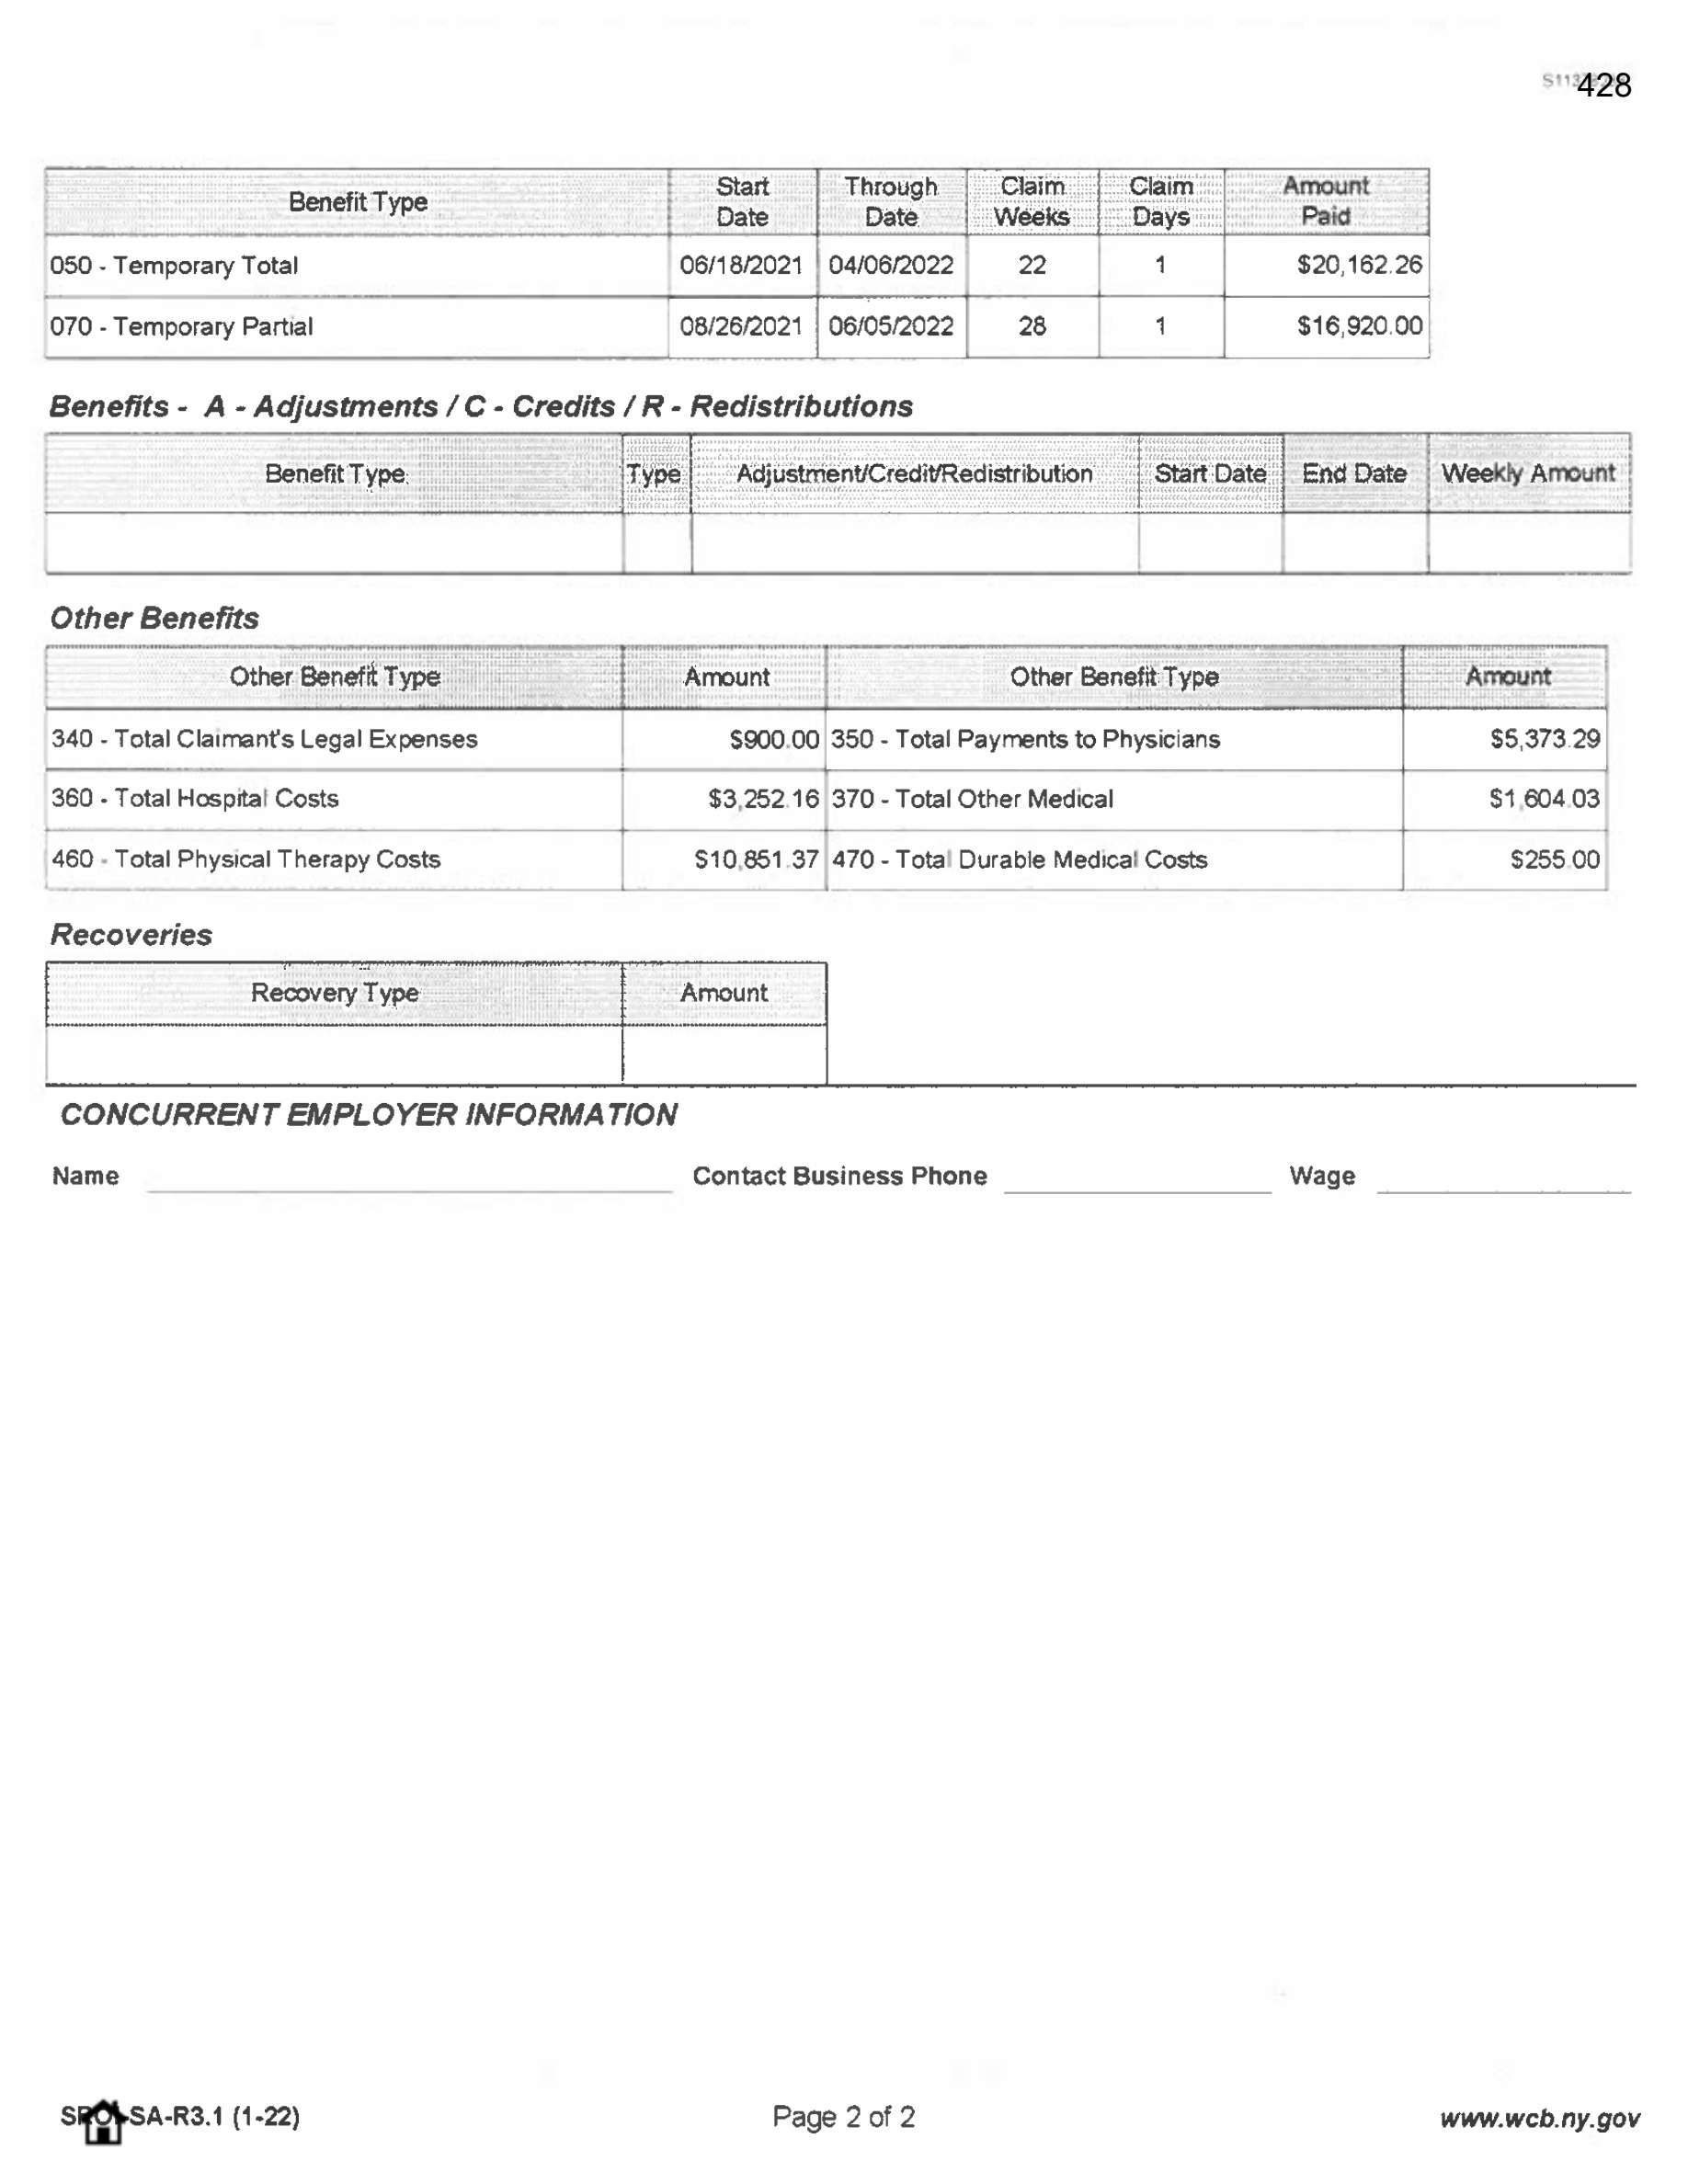 428
Benefit Type Start Date Through Date Claim Weeks Claim Days Amount Paid
050 - Temporary Total 06/18/2021 04/06/2022 22 1 $20,162.26
070 - Temporary Partial 08/26/2021 06/05/2022 28 1 $16,920.00
Benefits - A - Adjustments / C - Credits / R - Redistributions
Benefit Type Type Adjustment/Credit/Redistribution Start Date End Date Weekly Amount
Other Benefits
Other Benefit Type Amount Other Benefit Type Amount
340 - Total Claimant's Legal Expenses $900.00 350 - Total Payments to Physicians $5,373.29
360 - Total Hospital Costs $3,252.16 370 - Total Other Medical $1,604.03
460 - Total Physical Therapy Costs $10,851.37 470 - Total Durable Medical Costs $255.00
Recoveries
Recovery Type Amount
CONCURRENT EMPLOYER INFORMATION
Name Contact Business Phone Wage
SA-R3.1 (1-22) Page 2 of 2 www.wcb.ny.gov